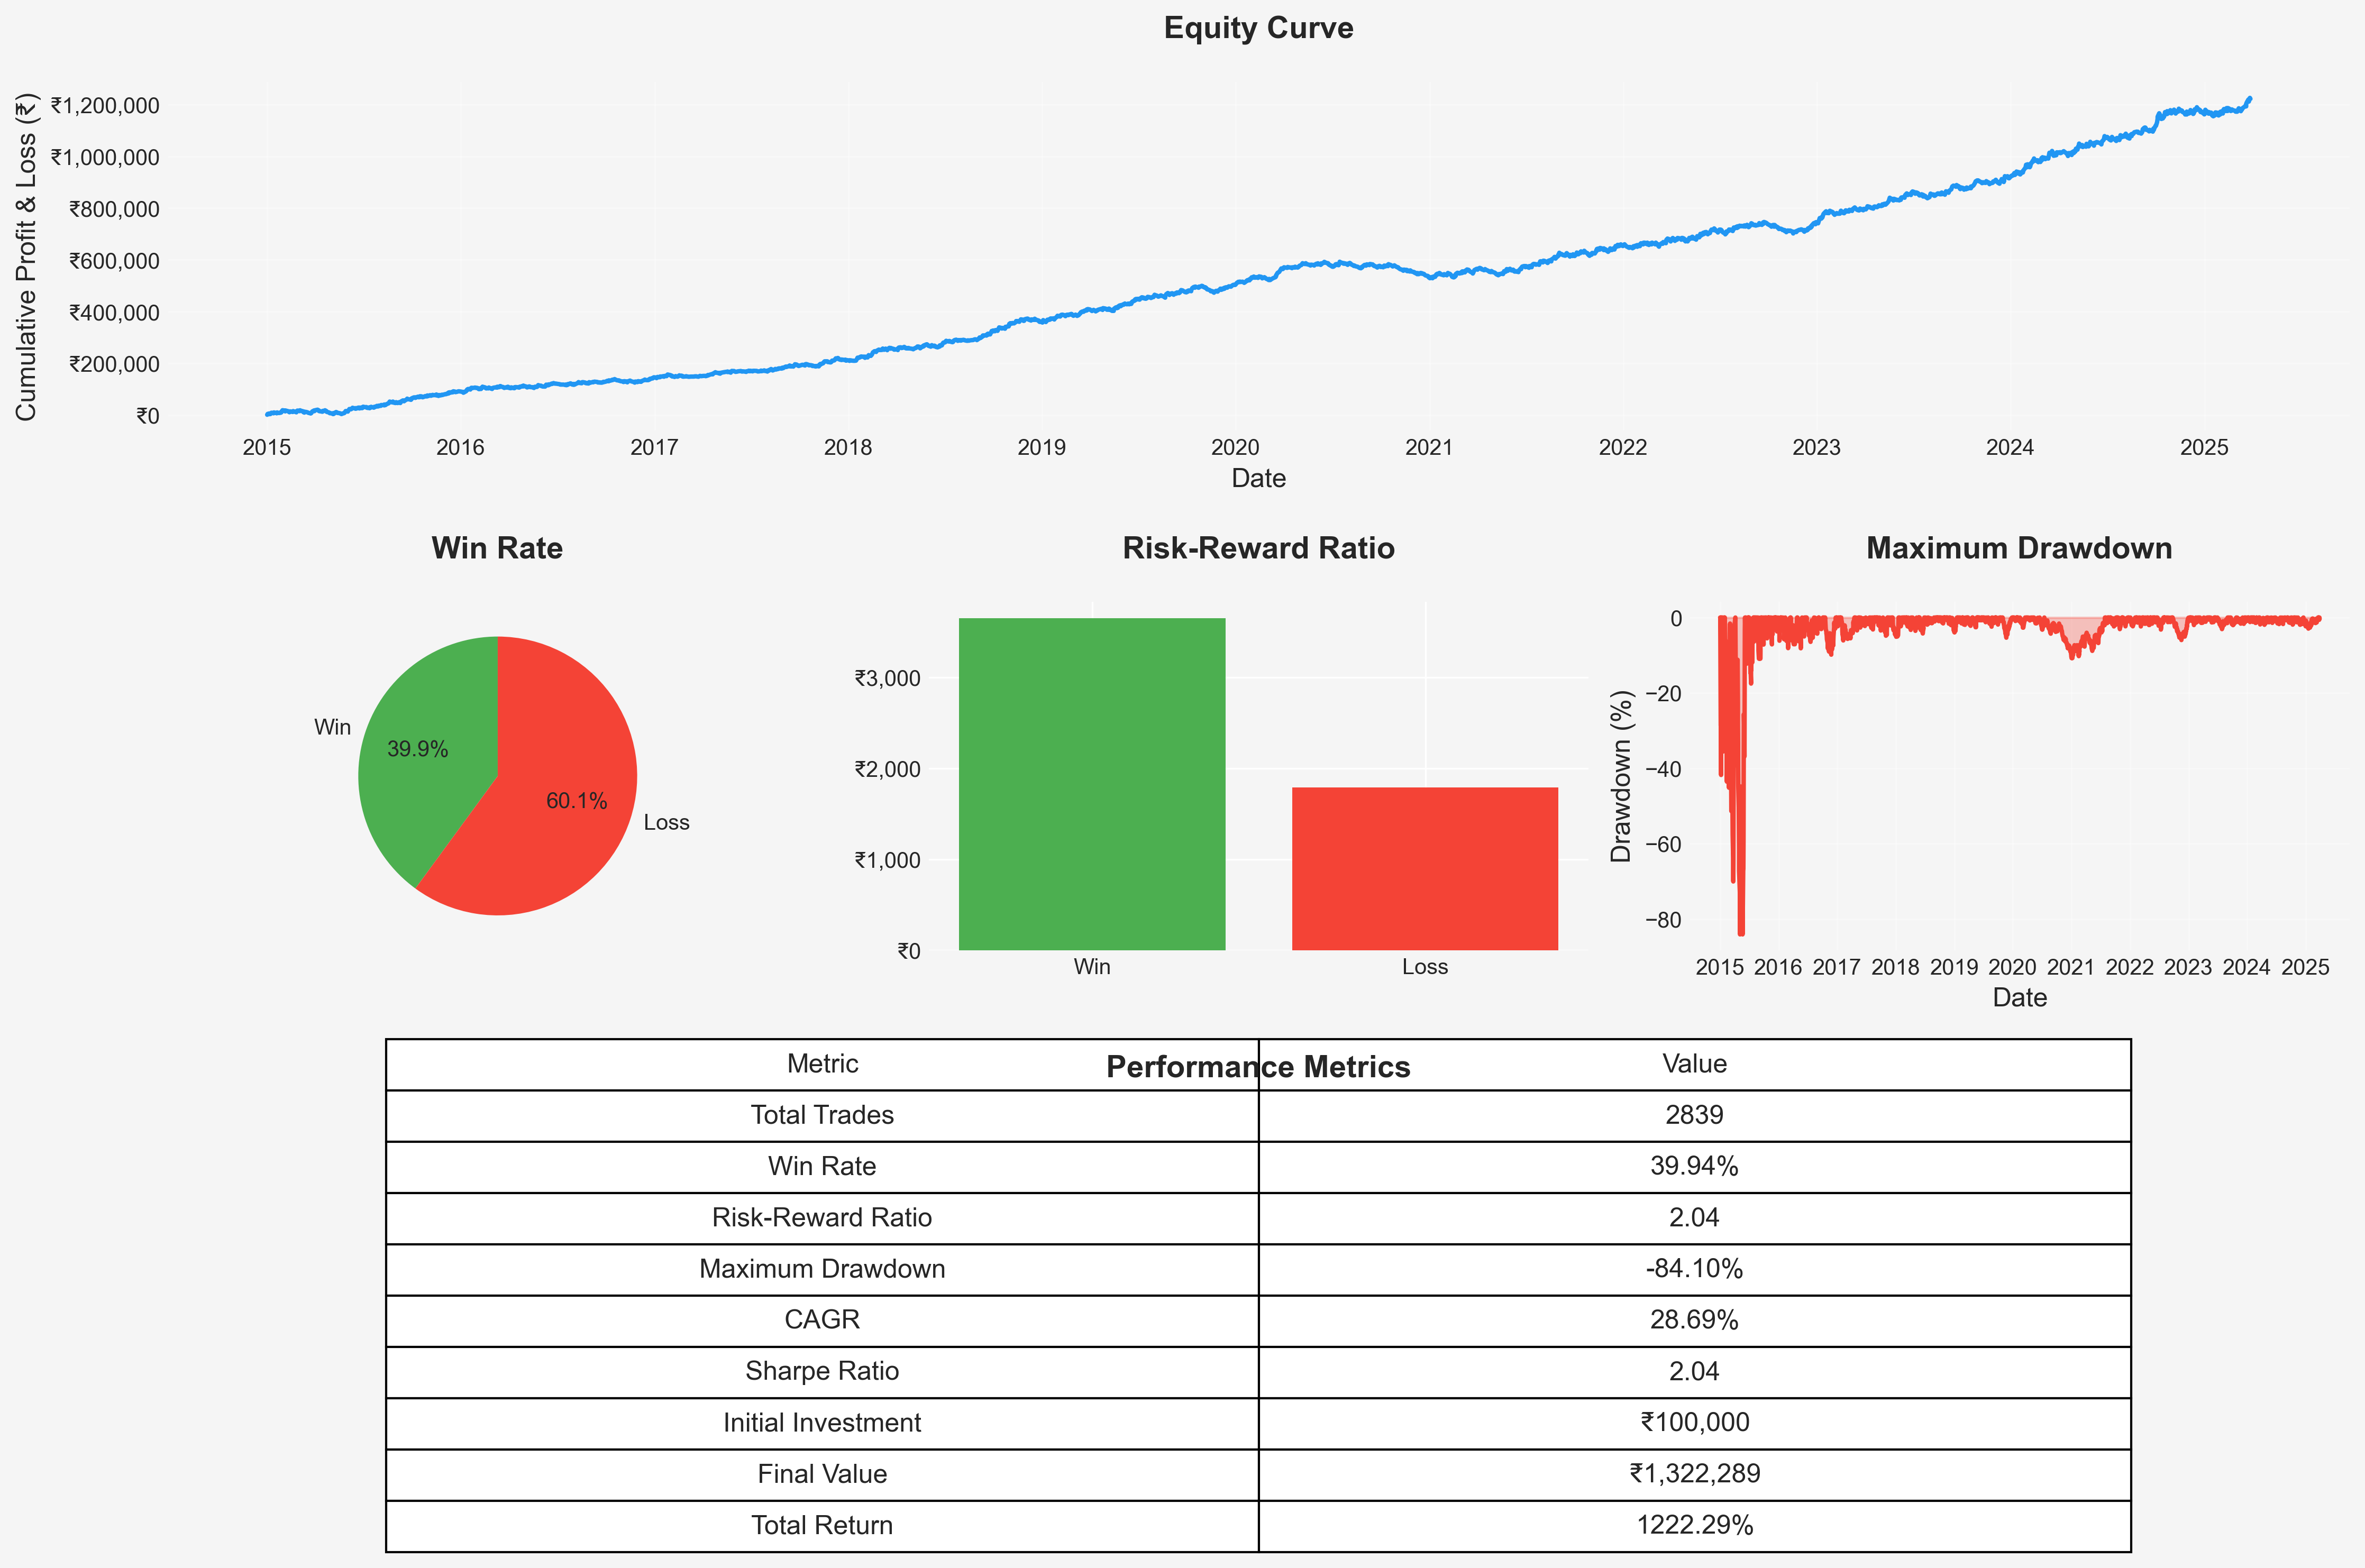 Equity Curve
Cumulative Profit & Loss (₹)
₹1,200,000
₹1,000,000
₹800,000
₹600,000
₹400,000
₹200,000
₹0
2015 2016 2017 2018 2019 2020 2021 2022 2023 2024 2025
Date
Win Rate
Win
39.9%
60.1%
Loss
Risk-Reward Ratio
₹3,000
₹2,000
₹1,000
₹0
Win Loss
Maximum Drawdown
Drawdown (%)
0
−20
−40
−60
−80
2015 2016 2017 2018 2019 2020 2021 2022 2023 2024 2025
Date
Performance Metrics
Metric Value
Total Trades 2839
Win Rate 39.94%
Risk-Reward Ratio 2.04
Maximum Drawdown -84.10%
CAGR 28.69%
Sharpe Ratio 2.04
Initial Investment ₹100,000
Final Value ₹1,322,289
Total Return 1222.29%